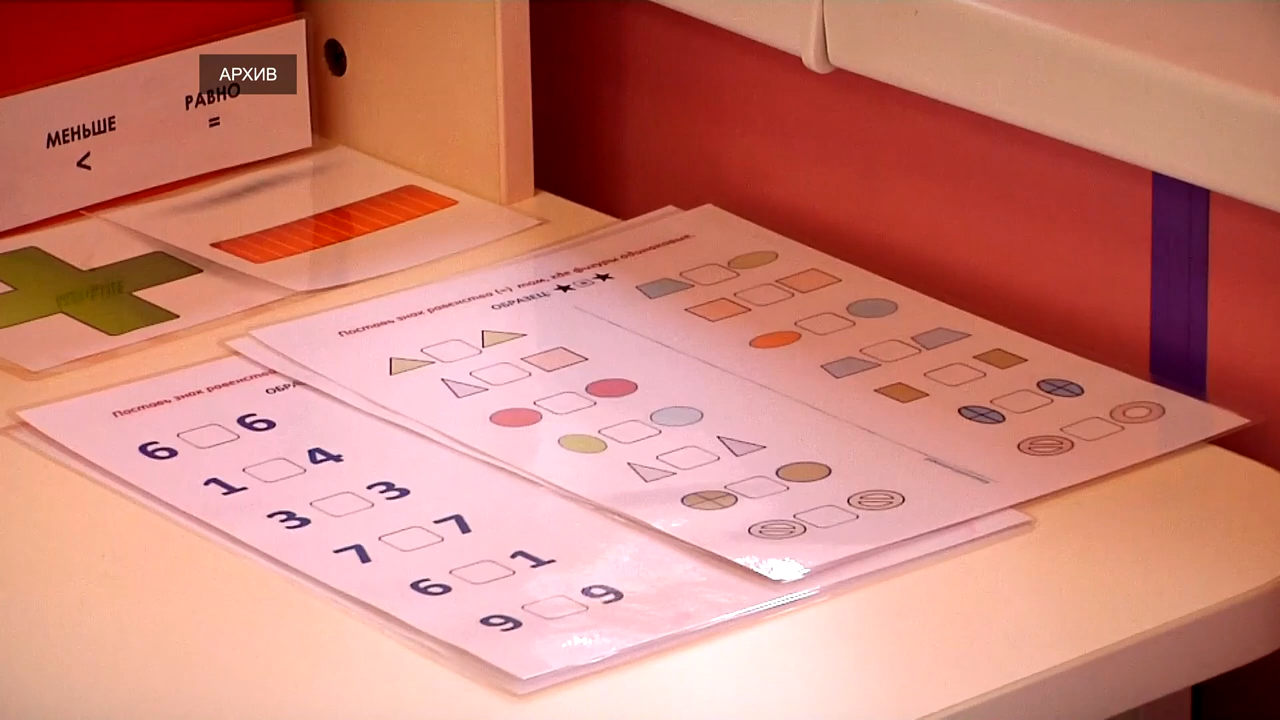 АРХИВ
МЕНЬШЕ
<
РАВНО
=
Поставь знак равенства (=) там, где фигуры одинаковые.
ОБРАЗЕЦ: ★ = ★
Поставь знак равенства
ОБРА
6 6
1 4
3 3
7 7
6 1
9 9